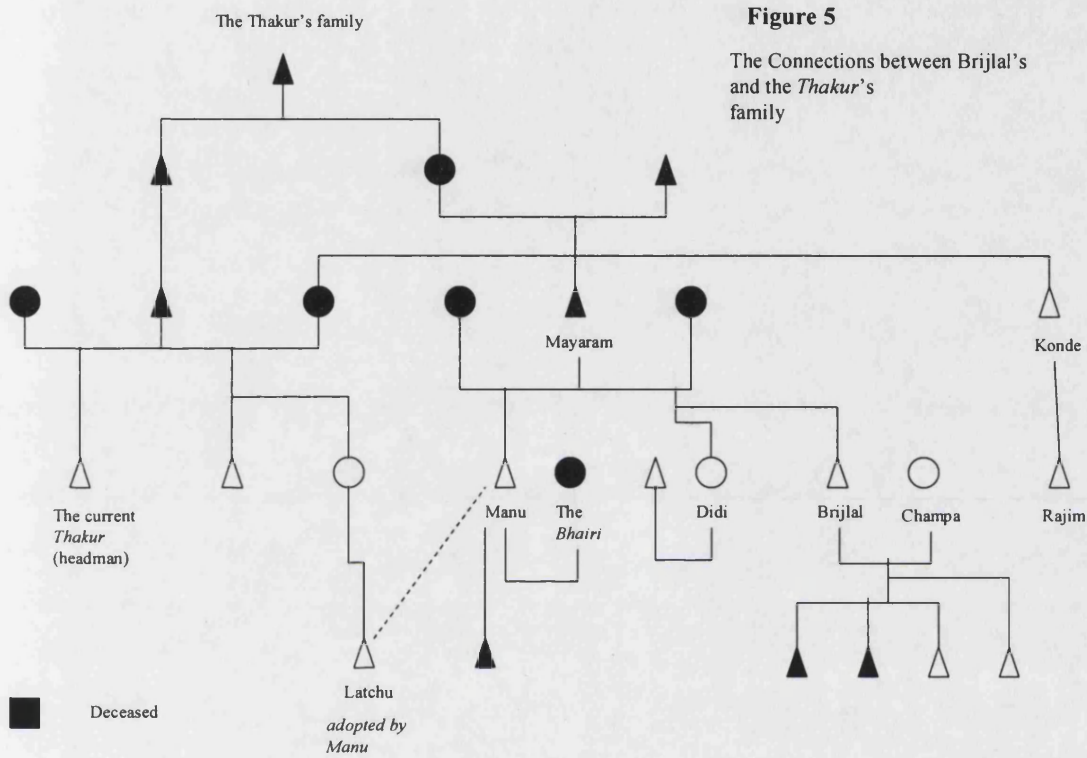 The Thakur's family
Figure 5
The Connections between Brijlal's
and the Thakur's
family
Mayaram
Konde
The current
Thakur
(headman)
Manu
The
Bhairi
Didi
Brijlal
Champa
Rajim
Latchu
adopted by
Manu
Deceased